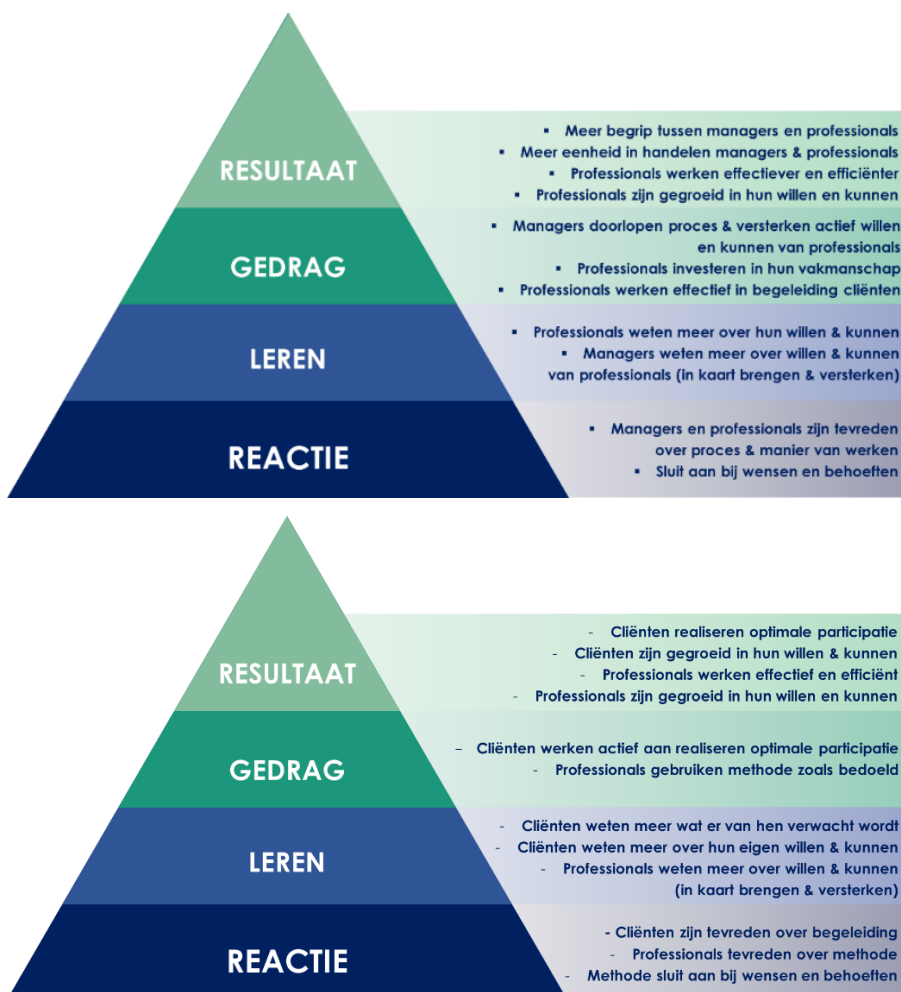 ▪ Meer begrip tussen managers en professionals
▪ Meer eenheid in handelen managers & professionals
RESULTAAT
▪ Professionals werken effectiever en efficiënter
▪ Professionals zijn gegroeid in hun willen en kunnen
▪ Managers doorlopen proces & versterken actief willen
en kunnen van professionals
GEDRAG
▪ Professionals investeren in hun vakmanschap
▪ Professionals werken effectief in begeleiding cliënten
▪ Professionals weten meer over hun willen & kunnen
LEREN
▪ Managers weten meer over willen & kunnen
van professionals (in kaart brengen & versterken)
▪ Managers en professionals zijn tevreden
REACTIE
over proces & manier van werken
▪ Sluit aan bij wensen en behoeften
- Cliënten realiseren optimale participatie
- Cliënten zijn gegroeid in hun willen & kunnen
RESULTAAT
- Professionals werken effectief en efficiënt
- Professionals zijn gegroeid in hun willen en kunnen
– Cliënten werken actief aan realiseren optimale participatie
GEDRAG
- Professionals gebruiken methode zoals bedoeld
- Cliënten weten meer wat er van hen verwacht wordt
- Cliënten weten meer over hun eigen willen & kunnen
LEREN
- Professionals weten meer over willen & kunnen
(in kaart brengen & versterken)
- Cliënten zijn tevreden over begeleiding
REACTIE
- Professionals tevreden over methode
- Methode sluit aan bij wensen en behoeften